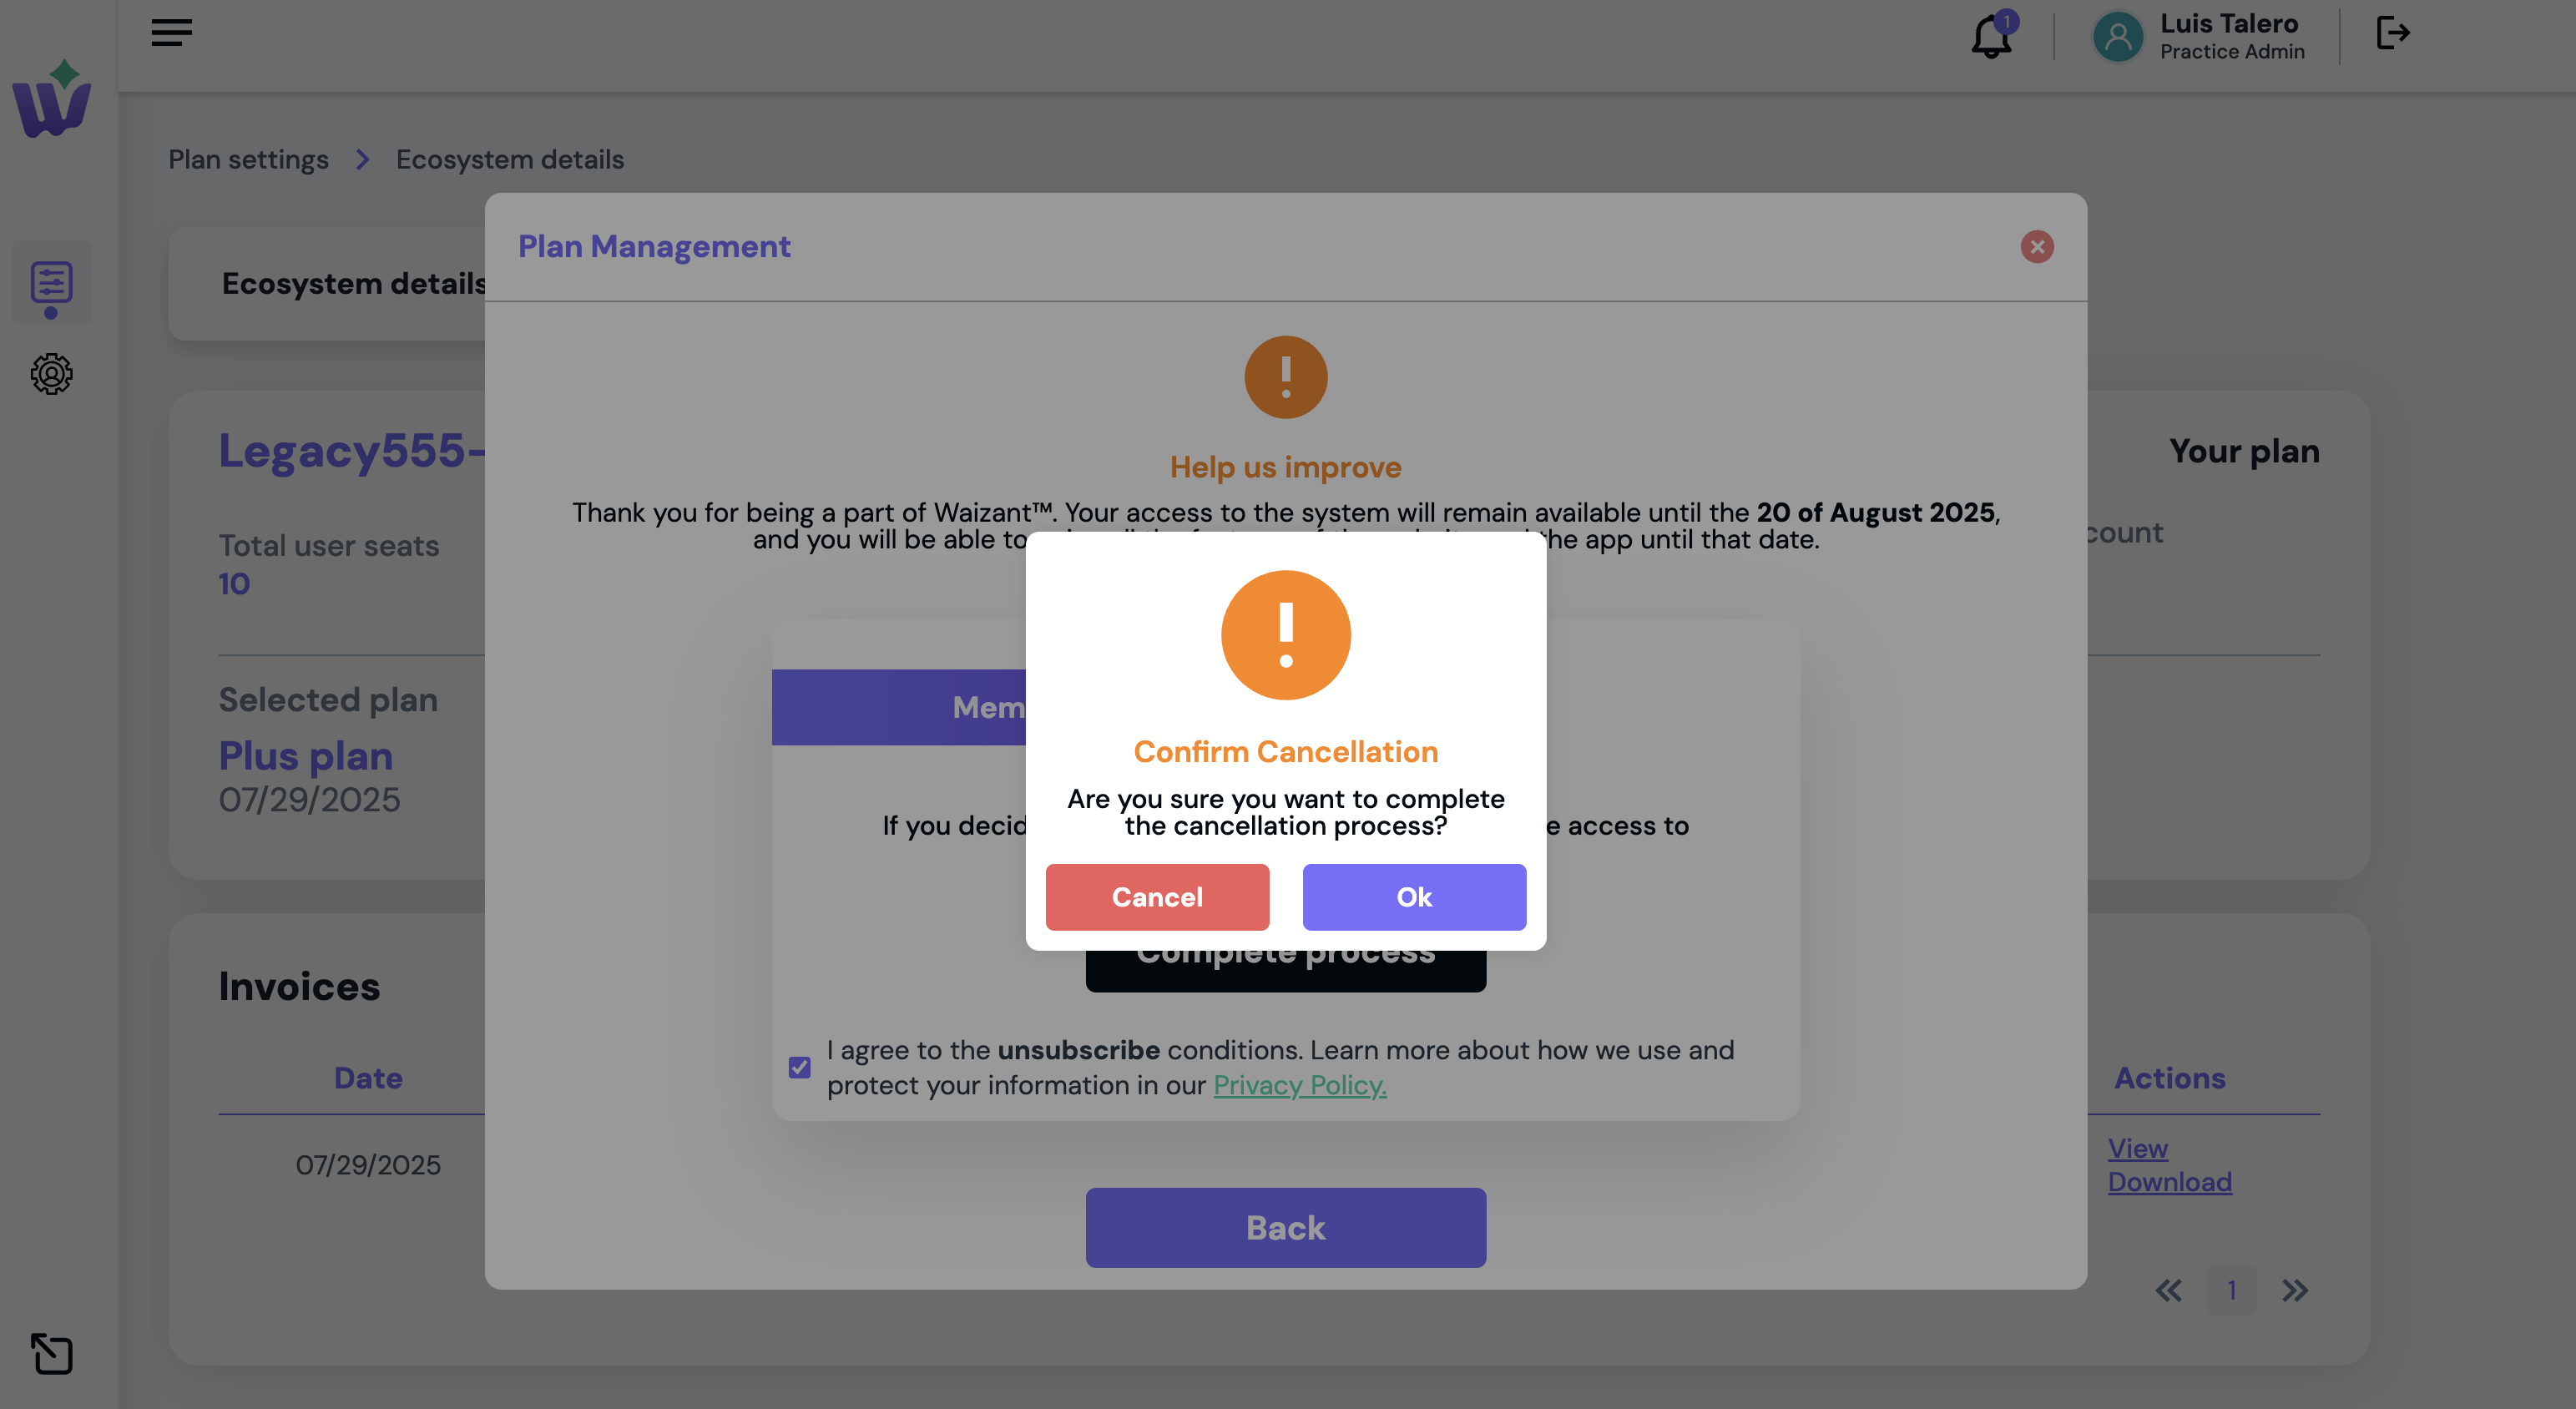 1
Luis Talero
Practice Admin
Plan settings
Ecosystem details
Ecosystem details
Plan Management
Help us improve
Thank you for being a part of Waizant™. Your access to the system will remain available until the 20 of August 2025,
and you will be able to
the app until that date.
Legacy555-
Your plan
Total user seats
10
count
Selected plan
Plus plan
07/29/2025
Mem
If you decid
e access to
Confirm Cancellation
Are you sure you want to complete
the cancellation process?
Cancel
Ok
Complete process
I agree to the unsubscribe conditions. Learn more about how we use and
protect your information in our Privacy Policy.
Back
Invoices
Date
Actions
07/29/2025
View
Download
1